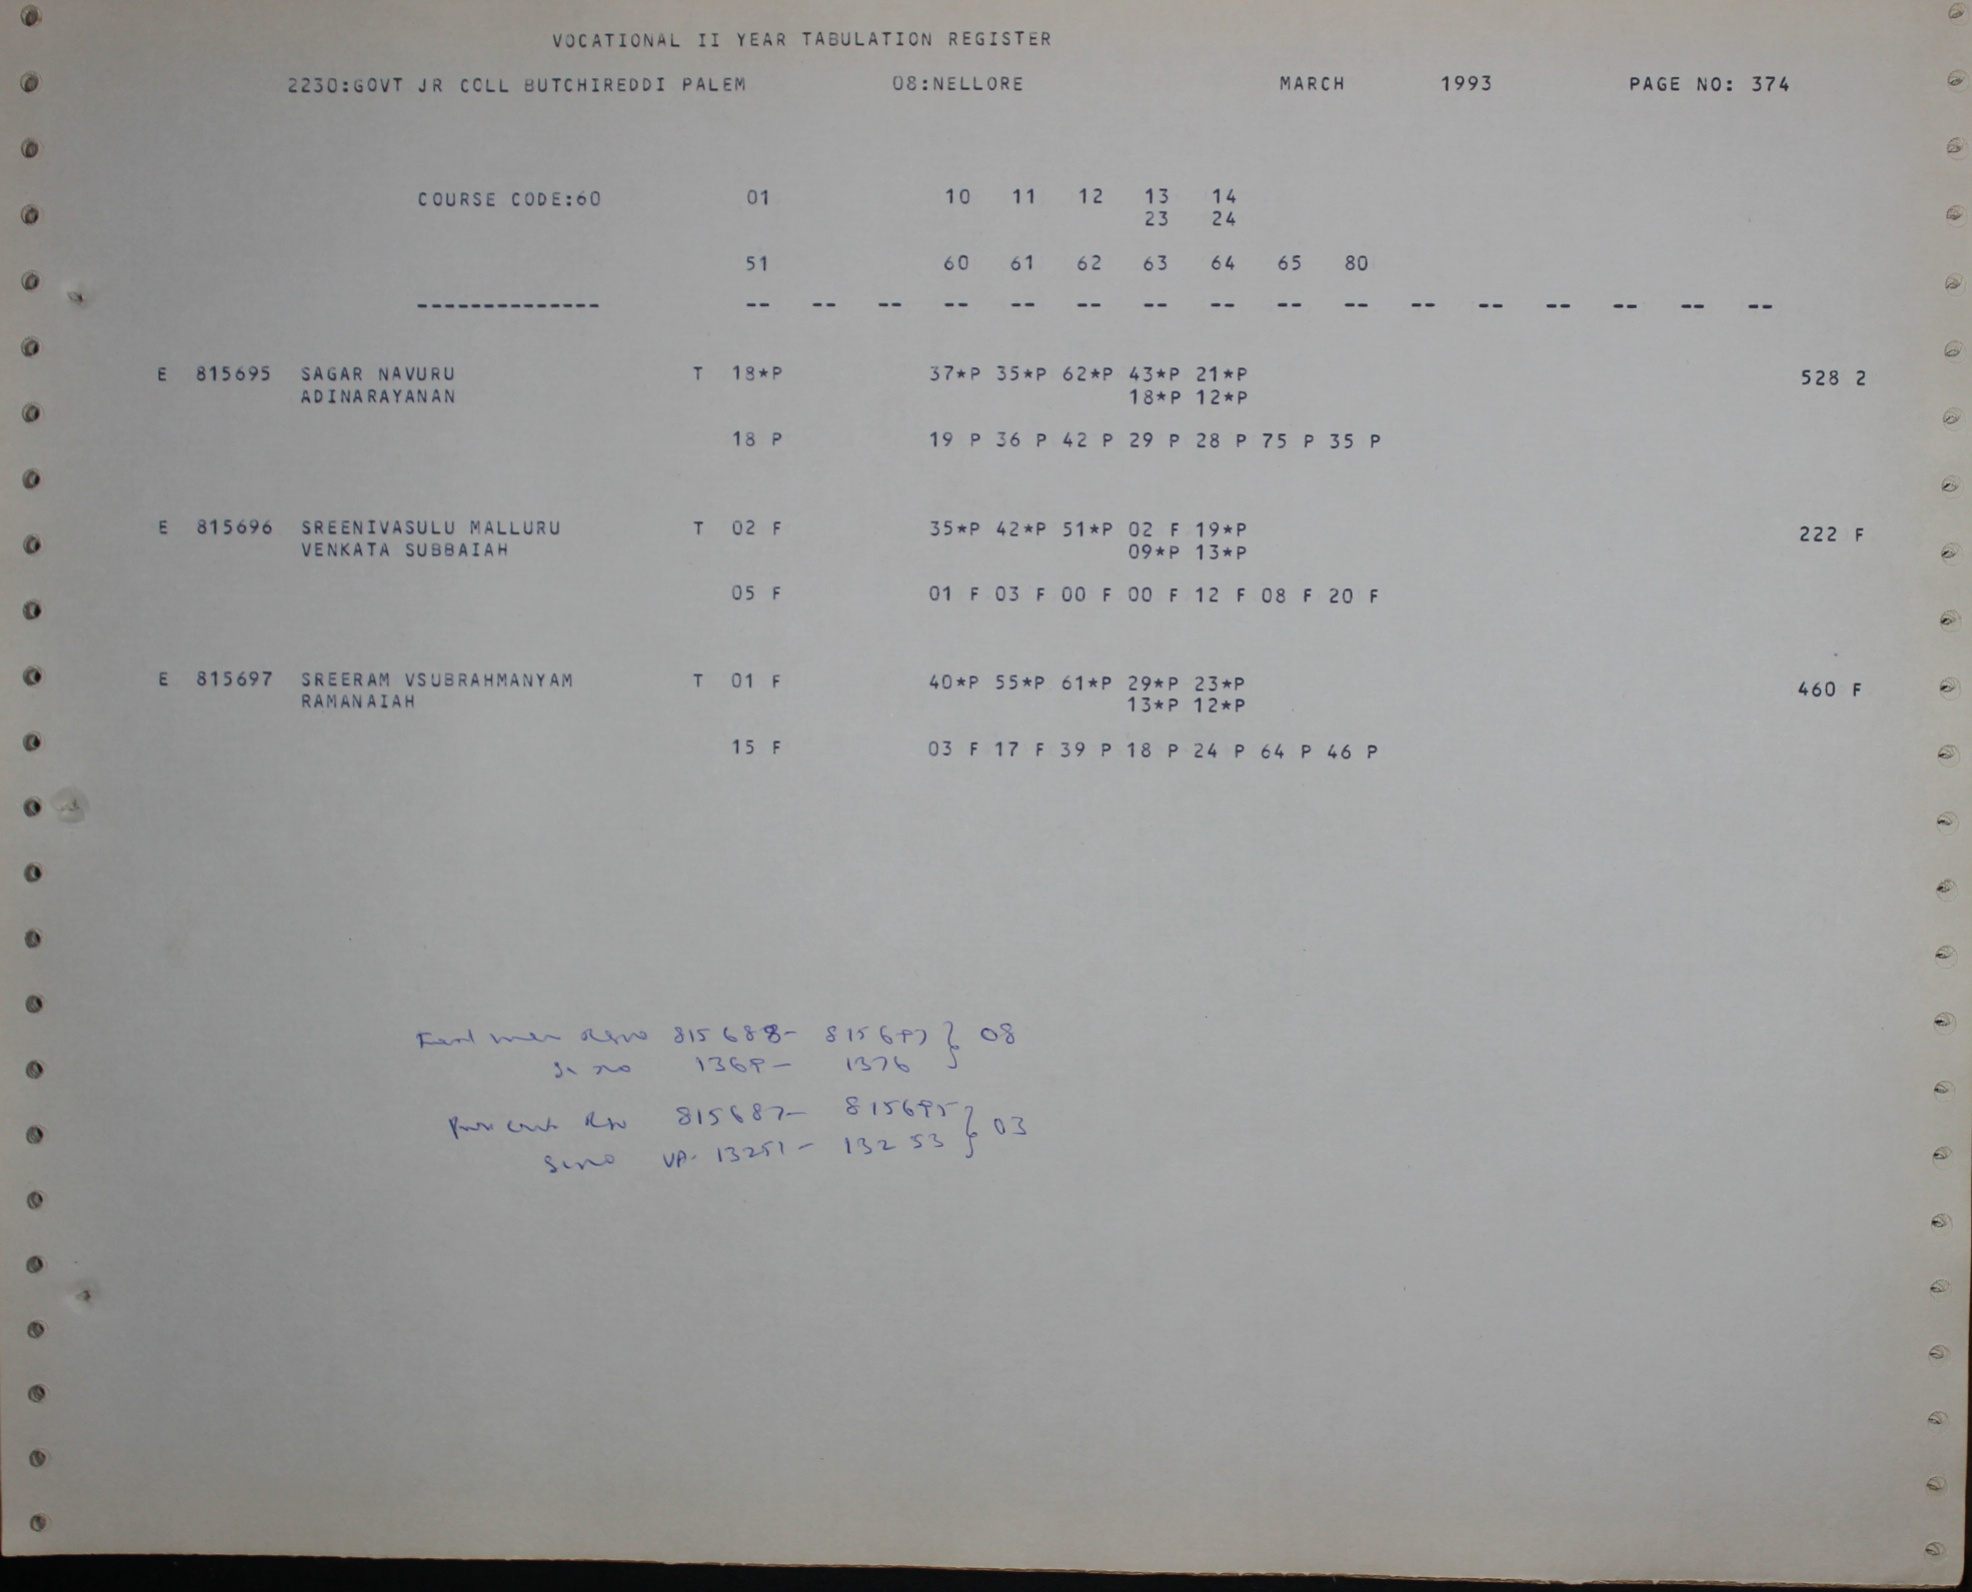 VOCATIONAL II YEAR TABULATION REGISTER
2230:GOVT JR COLL BUTCHIREDDI PALEM 08:NELLORE MARCH 1993 PAGE NO: 374
COURSE CODE:60 01 10 11 12 13 14
23 24
51 60 61 62 63 64 65 80
-------------- -- -- -- -- -- -- -- -- -- -- -- -- -- -- -- --
E 815695 SAGAR NAVURU T 18*P 37*P 35*P 62*P 43*P 21*P 528 2
ADINARAYANAN 18*P 12*P
18 P 19 P 36 P 42 P 29 P 28 P 75 P 35 P
E 815696 SREENIVASULU MALLURU T 02 F 35*P 42*P 51*P 02 F 19*P 222 F
VENKATA SUBBAIAH 09*P 13*P
05 F 01 F 03 F 00 F 00 F 12 F 08 F 20 F
E 815697 SREERAM VSUBRAHMANYAM T 01 F 40*P 55*P 61*P 29*P 23*P 460 F
RAMANAIAH 13*P 12*P
15 F 03 F 17 F 39 P 18 P 24 P 64 P 46 P
815688- 815697 } 08
no 1369- 1376
815687- 815695 } 03
13251- 13253